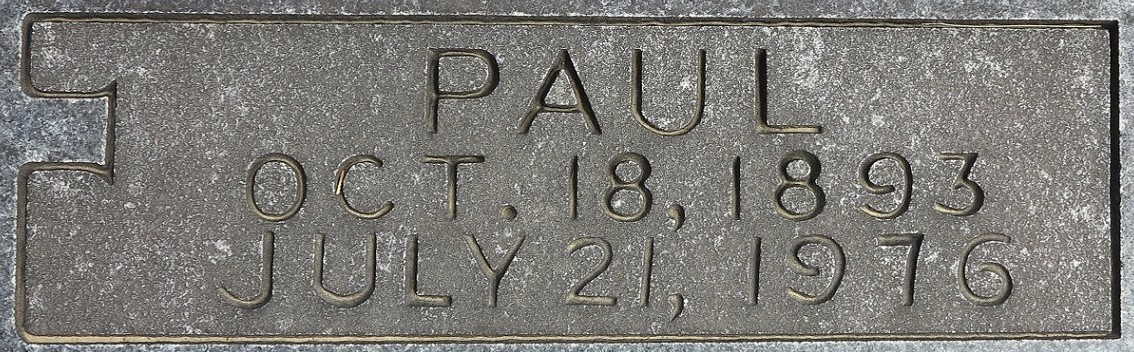 PAUL
OCT. 18, 1893
JULY 21, 1976